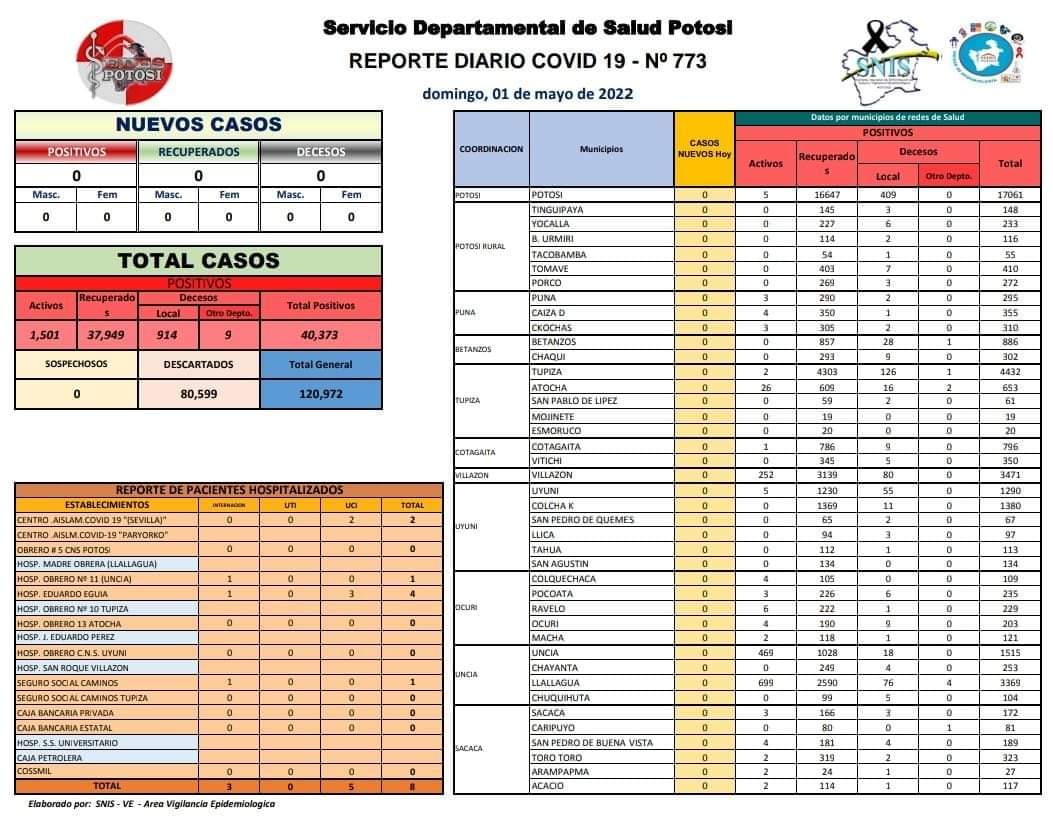 Servicio Departamental de Salud Potosi
REPORTE DIARIO COVID 19 - Nº 773
domingo, 01 de mayo de 2022
SEDES
POTOSI
SNIS
NUEVOS CASOS
POSITIVOS RECUPERADOS DECESOS
0 0 0
Masc. Fem Masc. Fem Masc. Fem
0 0 0 0 0 0
TOTAL CASOS
POSITIVOS
Activos Recuperados Decesos Total Positivos
Local Otro Depto.
1,501 37,949 914 9 40,373
SOSPECHOSOS DESCARTADOS Total General
0 80,599 120,972
REPORTE DE PACIENTES HOSPITALIZADOS
ESTABLECIMIENTOS INTERNACION UTI UCI TOTAL
CENTRO .AISLAM.COVID 19 "(SEVILLA)" 0 0 2 2
CENTRO .AISLAM.COVID-19 "PARYORKO"
OBRERO # 5 CNS POTOSI 0 0 0 0
HOSP. MADRE OBRERA (LLALLAGUA)
HOSP. OBRERO Nº 11 (UNCIA) 1 0 0 1
HOSP. EDUARDO EGUIA 1 0 3 4
HOSP. OBRERO Nº 10 TUPIZA
HOSP. OBRERO 13 ATOCHA 0 0 0 0
HOSP. J. EDUARDO PEREZ
HOSP. OBRERO C.N.S. UYUNI 0 0 0 0
HOSP. SAN ROQUE VILLAZON
SEGURO SOCIAL CAMINOS 1 0 0 1
SEGURO SOCIAL CAMINOS TUPIZA 0 0 0 0
CAJA BANCARIA PRIVADA 0 0 0 0
CAJA BANCARIA ESTATAL 0 0 0 0
HOSP. S.S. UNIVERSITARIO
CAJA PETROLERA
COSSMIL 0 0 0 0
TOTAL 3 0 5 8
Elaborado por: SNIS - VE - Area Vigilancia Epidemiologica
COORDINACION Municipios CASOS NUEVOS Hoy Datos por municipios de redes de Salud
POSITIVOS
Activos Recuperados Decesos Total
Local Otro Depto.
POTOSI POTOSI 0 5 16647 409 0 17061
POTOSI RURAL
TINGUIPAYA 0 0 145 3 0 148
YOCALLA 0 0 227 6 0 233
B. URMIRI 0 0 114 2 0 116
TACOBAMBA 0 0 54 1 0 55
TOMAVE 0 0 403 7 0 410
PORCO 0 0 269 3 0 272
PUNA
PUNA 0 3 290 2 0 295
CAIZA D 0 4 350 1 0 355
CKOCHAS 0 3 305 2 0 310
BETANZOS
BETANZOS 0 0 857 28 1 886
CHAQUI 0 0 293 9 0 302
TUPIZA
TUPIZA 0 2 4303 126 1 4432
ATOCHA 0 26 609 16 2 653
SAN PABLO DE LIPEZ 0 0 59 2 0 61
MOJINETE 0 0 19 0 0 19
ESMORUCO 0 0 20 0 0 20
COTAGAITA
COTAGAITA 0 1 786 9 0 796
VITICHI 0 0 345 5 0 350
VILLAZON VILLAZON 0 252 3139 80 0 3471
UYUNI
UYUNI 0 5 1230 55 0 1290
COLCHA K 0 0 1369 11 0 1380
SAN PEDRO DE QUEMES 0 0 65 2 0 67
LLICA 0 0 94 3 0 97
TAHUA 0 0 112 1 0 113
SAN AGUSTIN 0 0 134 0 0 134
OCURI
COLQUECHACA 0 4 105 0 0 109
POCOATA 0 3 226 6 0 235
RAVELO 0 6 222 1 0 229
OCURI 0 4 190 9 0 203
MACHA 0 2 118 1 0 121
UNCIA
UNCIA 0 469 1028 18 0 1515
CHAYANTA 0 0 249 4 0 253
LLALLAGUA 0 699 2590 76 4 3369
CHUQUIHUTA 0 0 99 5 0 104
SACACA
SACACA 0 3 166 3 0 172
CARIPUYO 0 0 80 0 1 81
SAN PEDRO DE BUENA VISTA 0 4 181 4 0 189
TORO TORO 0 2 319 2 0 323
ARAMPAPMA 0 2 24 1 0 27
ACACIO 0 2 114 1 0 117